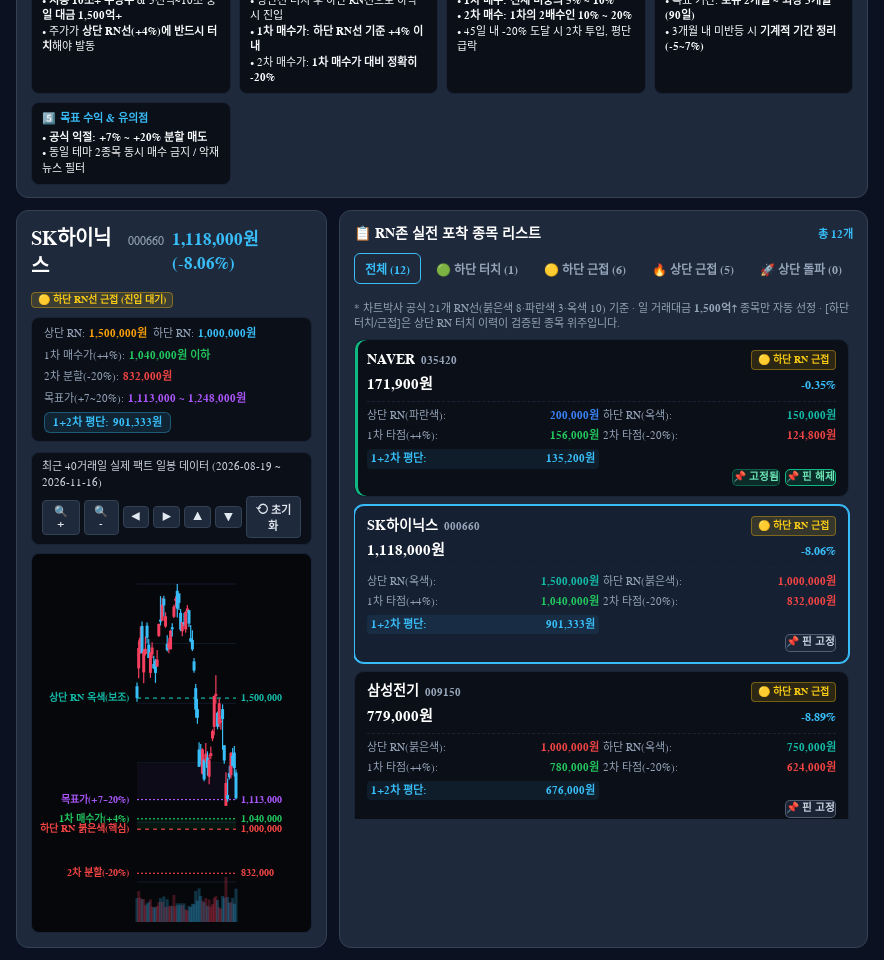 일 대금 1,500억+
• 주가가 상단 RN선(+4%)에 반드시 터
치해야 발동
시 진입
• 1차 매수가: 하단 RN선 기준 +4% 이
내
• 2차 매수가: 1차 매수가 대비 정확히
-20%
• 2차 매수: 1차의 2배수인 10% ~ 20%
• +5일 내 -20% 도달 시 2차 투입, 평단
급락
(90일)
• 3개월 내 미반등 시 기계적 기간 정리
(-5~7%)
5 목표 수익 & 유의점
• 공식 익절: +7% ~ +20% 분할 매도
• 동일 테마 2종목 동시 매수 금지 / 악재
뉴스 필터
SK하이닉
스
000660
1,118,000원
(-8.06%)
🟡 하단 RN선 근접 (진입 대기)
상단 RN: 1,500,000원 하단 RN: 1,000,000원
1차 매수가(+4%): 1,040,000원 이하
2차 분할(-20%): 832,000원
목표가(+7~20%): 1,113,000 ~ 1,248,000원
1+2차 평단: 901,333원
최근 40거래일 실제 팩트 일봉 데이터 (2026-08-19 ~
2026-11-16)
🔍 +
🔍 -
◀ ▶ ▲ ▼
⟲ 초기
화
상단 RN 옥색(보조) 1,500,000
목표가(+7~20%) 1,113,000
1차 매수가(+4%) 1,040,000
하단 RN 붉은색(핵심) 1,000,000
2차 분할(-20%) 832,000
📋 RN존 실전 포착 종목 리스트
총 12개
전체 (12) 🟢 하단 터치 (1) 🟡 하단 근접 (6) 🔥 상단 근접 (5) 🚀 상단 돌파 (0)
* 차트박사 공식 21개 RN선(붉은색 8·파란색 3·옥색 10) 기준 · 일 거래대금 1,500억↑ 종목만 자동 선정 · [하단
터치/근접]은 상단 RN 터치 이력이 검증된 종목 위주입니다.
NAVER 035420 🟡 하단 RN 근접
171,900원 -0.35%
상단 RN(파란색): 200,000원 하단 RN(옥색): 150,000원
1차 타점(+4%): 156,000원 2차 타점(-20%): 124,800원
1+2차 평단: 135,200원
📌 고정됨 📌 핀 해제
SK하이닉스 000660 🟡 하단 RN 근접
1,118,000원 -8.06%
상단 RN(옥색): 1,500,000원 하단 RN(붉은색): 1,000,000원
1차 타점(+4%): 1,040,000원 2차 타점(-20%): 832,000원
1+2차 평단: 901,333원
📌 핀 고정
삼성전기 009150 🟡 하단 RN 근접
779,000원 -8.89%
상단 RN(붉은색): 1,000,000원 하단 RN(옥색): 750,000원
1차 타점(+4%): 780,000원 2차 타점(-20%): 624,000원
1+2차 평단: 676,000원
📌 핀 고정